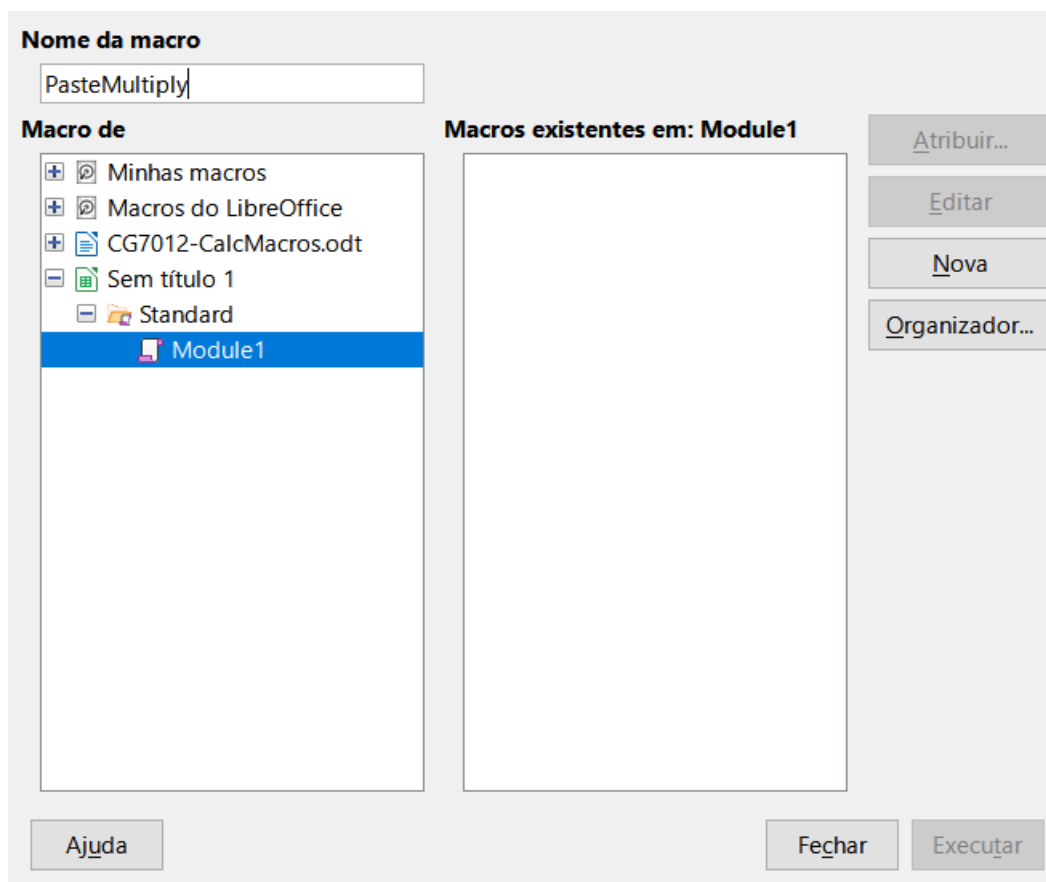 Nome da macro
PasteMultiply
Macro de
Macros existentes em: Module1
Atribuir...
Minhas macros
Macros do LibreOffice
Editar
CG7012-CalcMacros.odt
Nova
Sem título 1
Standard
Organizador...
Module1
Ajuda
Fechar
Executar